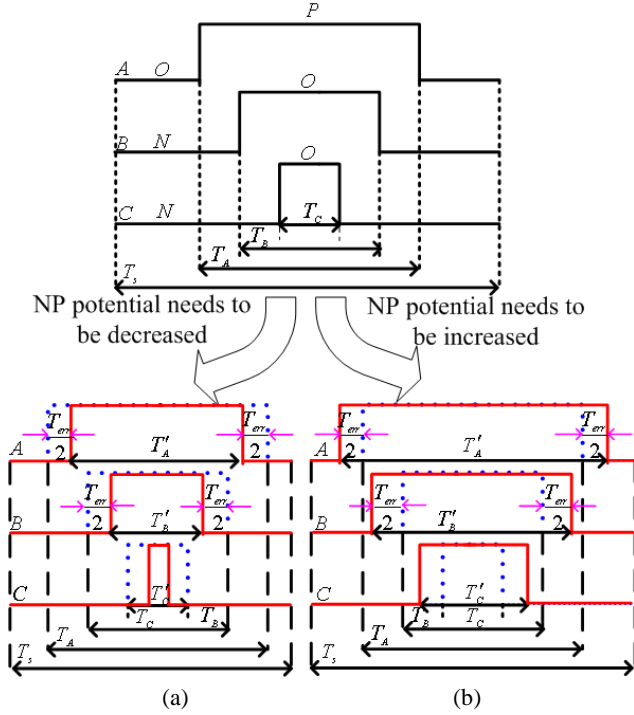 P
A O
O
B N
O
C N
T_C
T_B
T_A
T_s
NP potential needs to
be decreased
NP potential needs to
be increased
T_err
2
T_err
2
A
T'_A
T_err
2
T_err
2
B
T'_B
C
T'_C
T_C
T_B
T_A
T_s
T_err
2
T_err
2
A
T'_A
T_err
2
T_err
2
B
T'_B
C
T'_C
T_B
T_C
T_A
T_s
(a)
(b)